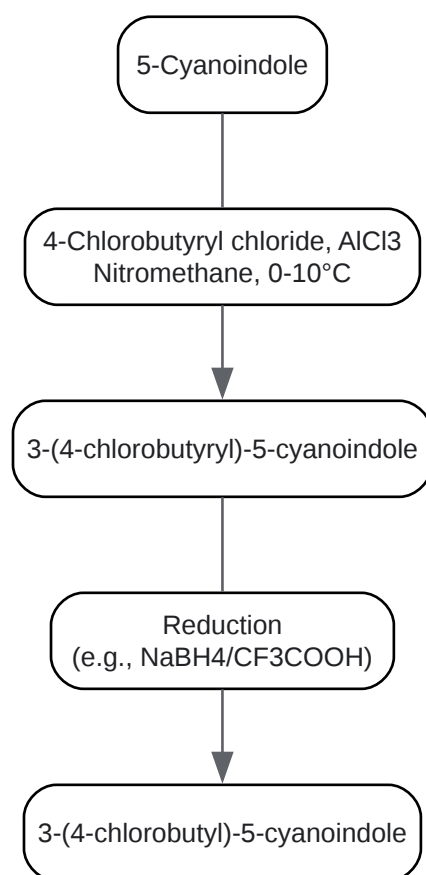 5-Cyanoindole
4-Chlorobutyryl chloride, AlCl3
Nitromethane, 0-10°C
3-(4-chlorobutyryl)-5-cyanoindole
Reduction
(e.g., NaBH4/CF3COOH)
3-(4-chlorobutyl)-5-cyanoindole